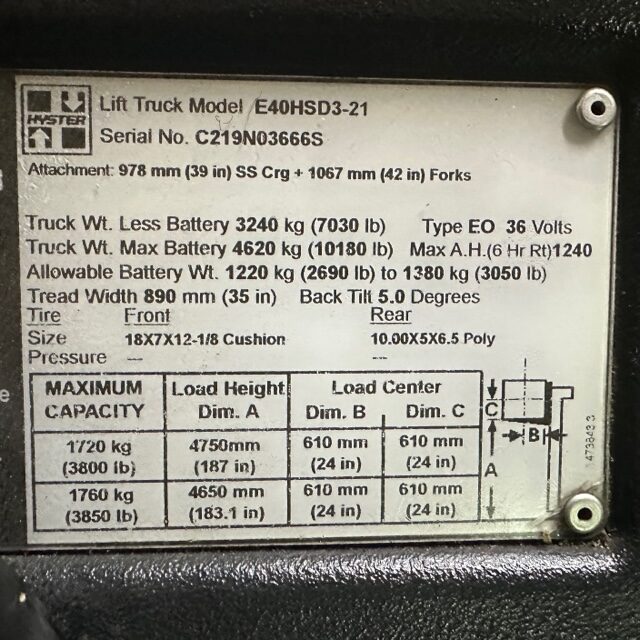 HYSTER
Lift Truck Model E40HSD3-21
Serial No. C219N03666S
Attachment: 978 mm (39 in) SS Crg + 1067 mm (42 in) Forks
Truck Wt. Less Battery 3240 kg (7030 lb) Type EO 36 Volts
Truck Wt. Max Battery 4620 kg (10180 lb) Max A.H.(6 Hr Rt)1240
Allowable Battery Wt. 1220 kg (2690 lb) to 1380 kg (3050 lb)
Tread Width 890 mm (35 in) Back Tilt 5.0 Degrees
Tire Front Rear
Size 18X7X12-1/8 Cushion 10.00X5X6.5 Poly
Pressure — —
MAXIMUM CAPACITY Load Height Dim. A Load Center Dim. B Dim. C
1720 kg (3800 lb) 4750mm (187 in) 610 mm (24 in) 610 mm (24 in)
1760 kg (3850 lb) 4650 mm (183.1 in) 610 mm (24 in) 610 mm (24 in)
C
B
A
e